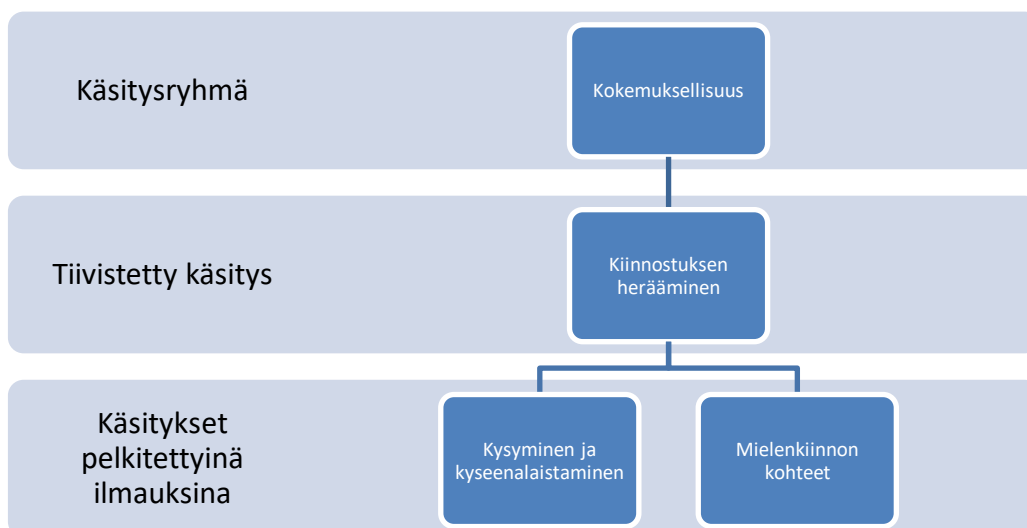 Käsitysryhmä
Kokemuksellisuus
Tiivistetty käsitys
Kiinnostuksen
herääminen
Käsitykset
pelkitettyinä
ilmauksina
Kysyminen ja
kyseenalaistaminen
Mielenkiinnon
kohteet